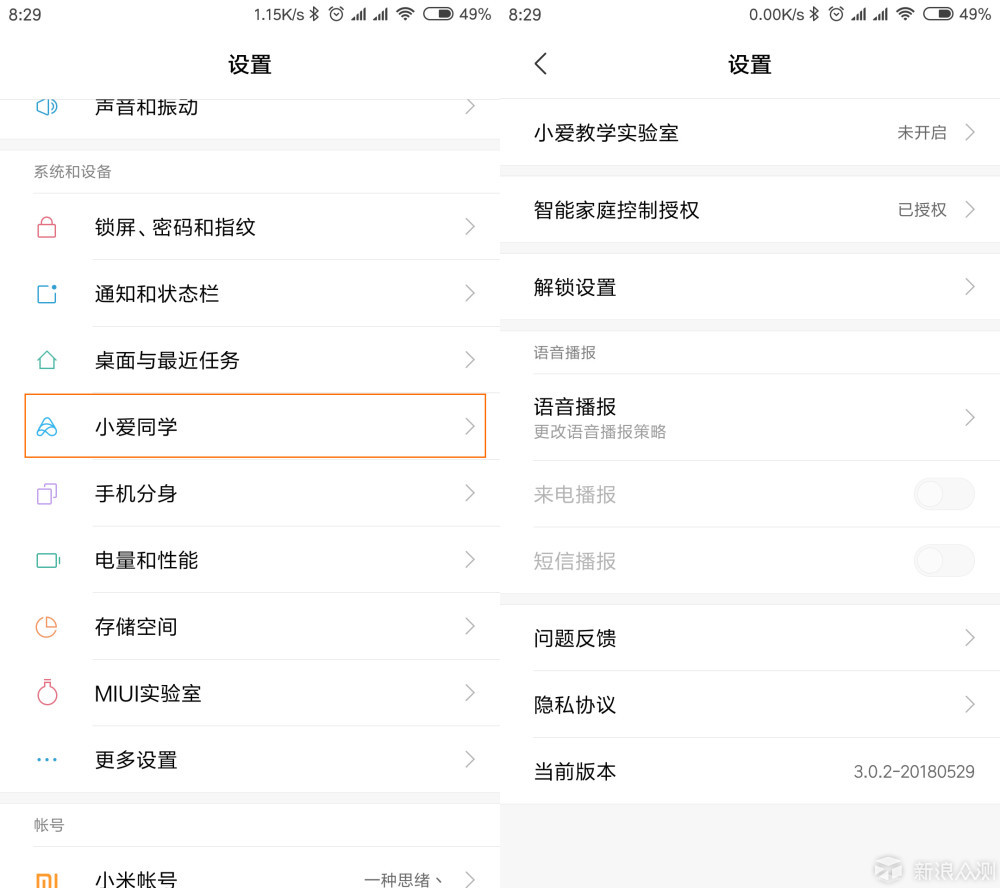 8:29
1.15K/s
49%
设置
声音和振动
系统和设备
锁屏、密码和指纹
通知和状态栏
桌面与最近任务
小爱同学
手机分身
电量和性能
存储空间
MIUI实验室
更多设置
帐号
小米帐号
一种思绪、
8:29
0.00K/s
49%
设置
小爱教学实验室
未开启
智能家庭控制授权
已授权
解锁设置
语音播报
语音播报
更改语音播报策略
来电播报
短信播报
问题反馈
隐私协议
当前版本
3.0.2-20180529
新浪众测